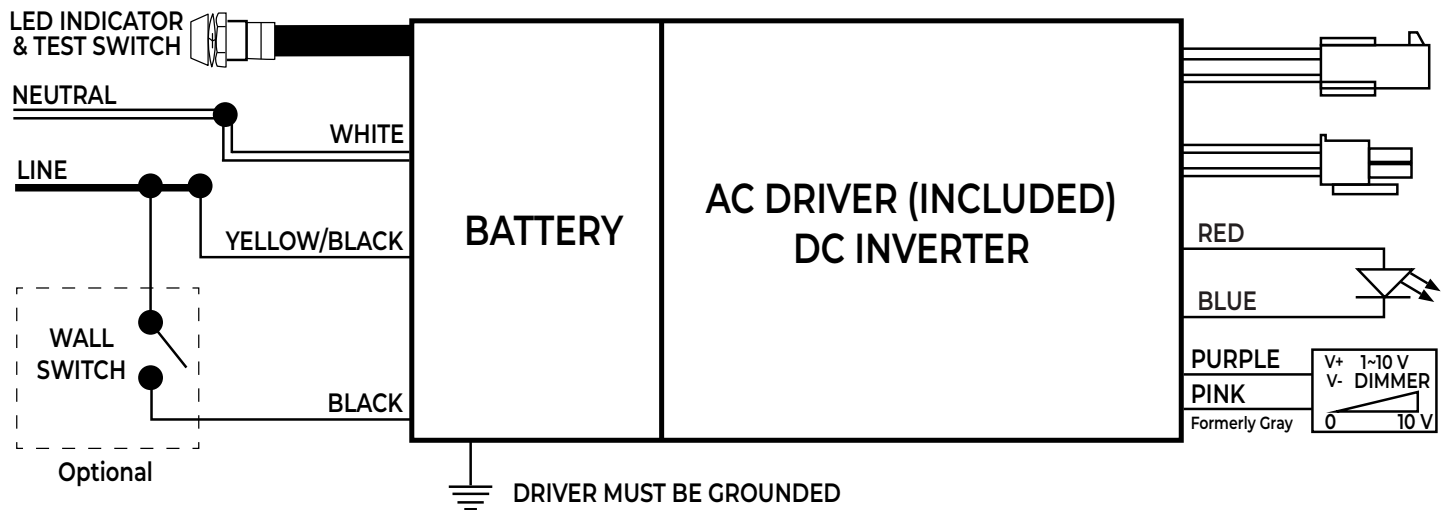 LED INDICATOR
& TEST SWITCH
NEUTRAL
WHITE
LINE
YELLOW/BLACK
WALL
SWITCH
BLACK
Optional
BATTERY
AC DRIVER (INCLUDED)
DC INVERTER
DRIVER MUST BE GROUNDED
RED
BLUE
PURPLE
PINK
Formerly Gray
V+ 1~10 V
V- DIMMER
0 10 V